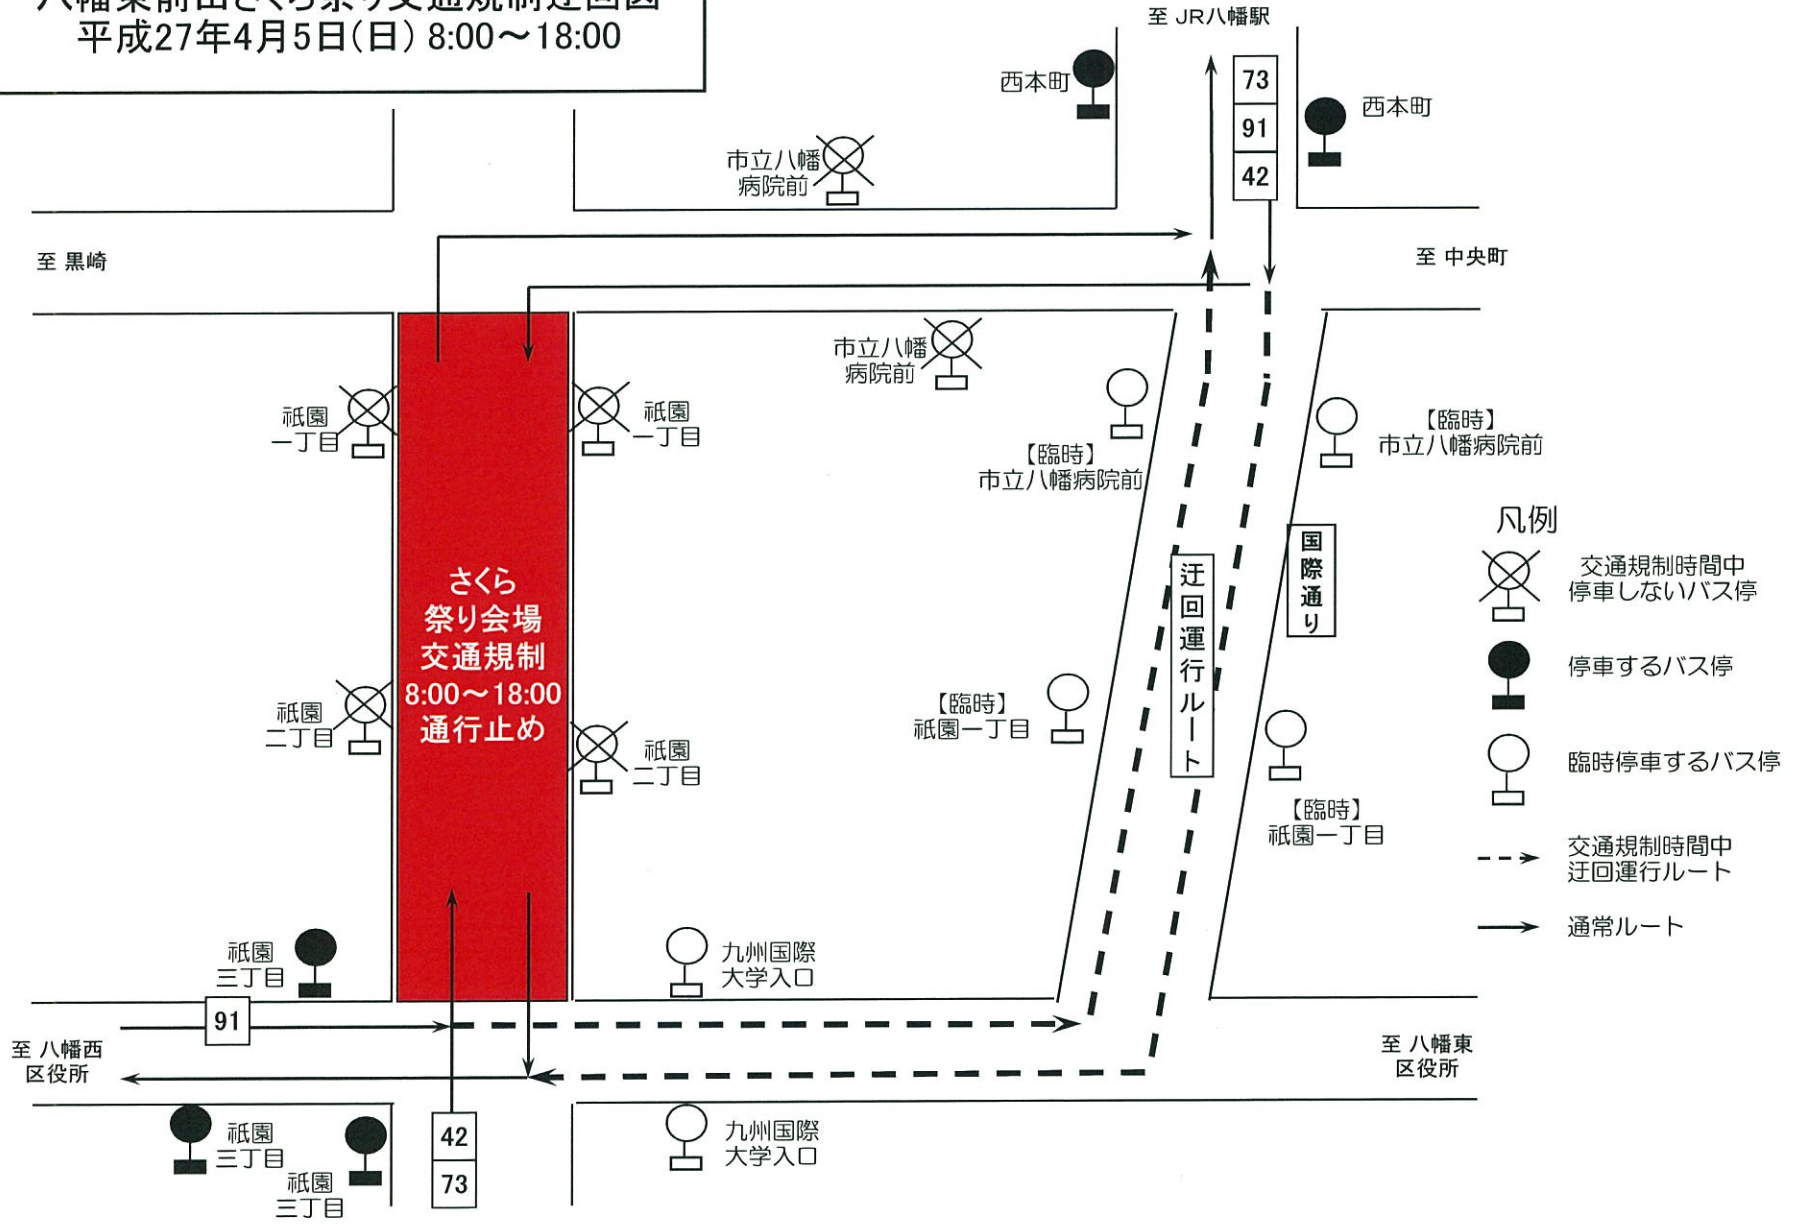 平成27年4月5日(日) 8:00～18:00
至 JR八幡駅
西本町
73
91
42
西本町
市立八幡
病院前
至 黒崎
至 中央町
市立八幡
病院前
祇園
一丁目
祇園
一丁目
【臨時】
市立八幡病院前
【臨時】
市立八幡病院前
さくら
祭り会場
交通規制
8:00～18:00
通行止め
迂回運行ルート
国際通り
祇園
二丁目
祇園
二丁目
【臨時】
祇園一丁目
【臨時】
祇園一丁目
凡例
交通規制時間中
停車しないバス停
停車するバス停
臨時停車するバス停
交通規制時間中
迂回運行ルート
通常ルート
祇園
三丁目
九州国際
大学入口
91
至 八幡西
区役所
至 八幡東
区役所
祇園
三丁目
祇園
三丁目
42
73
九州国際
大学入口